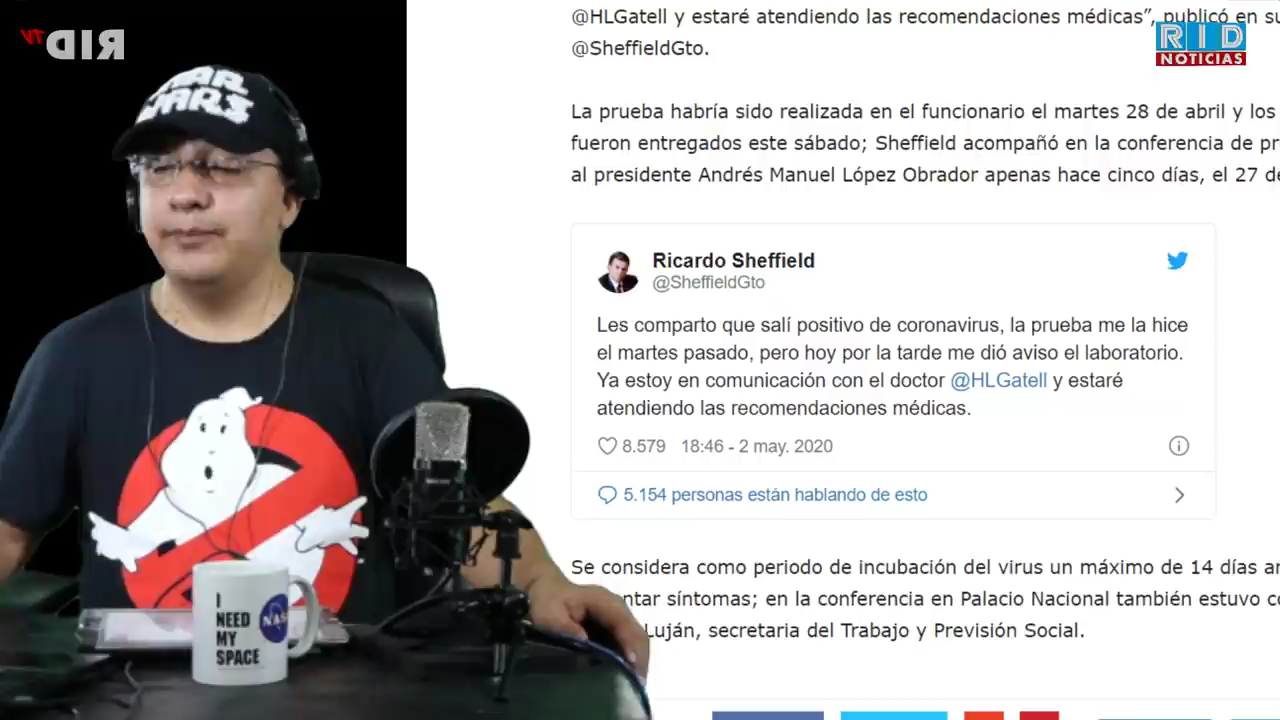 RID TV
STAR
WARS
I
NEED
MY
SPACE
NASA
RID
NOTICIAS
@HLGatell y estaré atendiendo las recomendaciones médicas”, publicó en su
@SheffieldGto.
La prueba habría sido realizada en el funcionario el martes 28 de abril y los
fueron entregados este sábado; Sheffield acompañó en la conferencia de pr
al presidente Andrés Manuel López Obrador apenas hace cinco días, el 27 de
Ricardo Sheffield
@SheffieldGto
Les comparto que salí positivo de coronavirus, la prueba me la hice
el martes pasado, pero hoy por la tarde me dió aviso el laboratorio.
Ya estoy en comunicación con el doctor @HLGatell y estaré
atendiendo las recomendaciones médicas.
8.579 18:46 - 2 may. 2020
5.154 personas están hablando de esto
Se considera como periodo de incubación del virus un máximo de 14 días an
ntar síntomas; en la conferencia en Palacio Nacional también estuvo co
Luján, secretaria del Trabajo y Previsión Social.